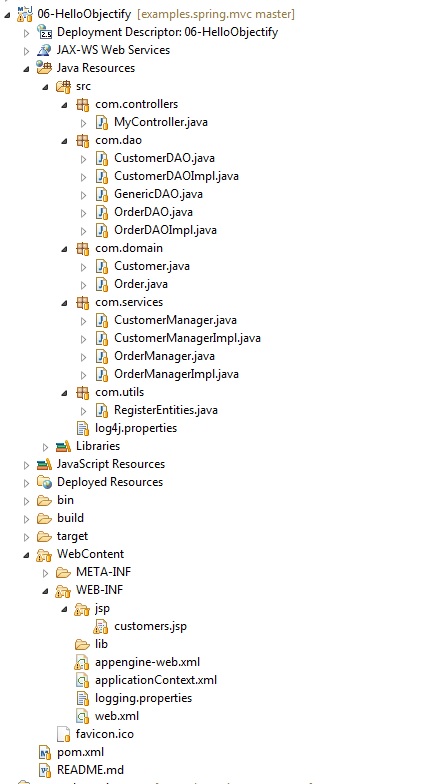 06-HelloObjectify [examples.spring.mvc master]
Deployment Descriptor: 06-HelloObjectify
JAX-WS Web Services
Java Resources
src
com.controllers
MyController.java
com.dao
CustomerDAO.java
CustomerDAOImpl.java
GenericDAO.java
OrderDAO.java
OrderDAOImpl.java
com.domain
Customer.java
Order.java
com.services
CustomerManager.java
CustomerManagerImpl.java
OrderManager.java
OrderManagerImpl.java
com.utils
RegisterEntities.java
log4j.properties
Libraries
JavaScript Resources
Deployed Resources
bin
build
target
WebContent
META-INF
WEB-INF
jsp
customers.jsp
lib
appengine-web.xml
applicationContext.xml
logging.properties
web.xml
favicon.ico
pom.xml
README.md